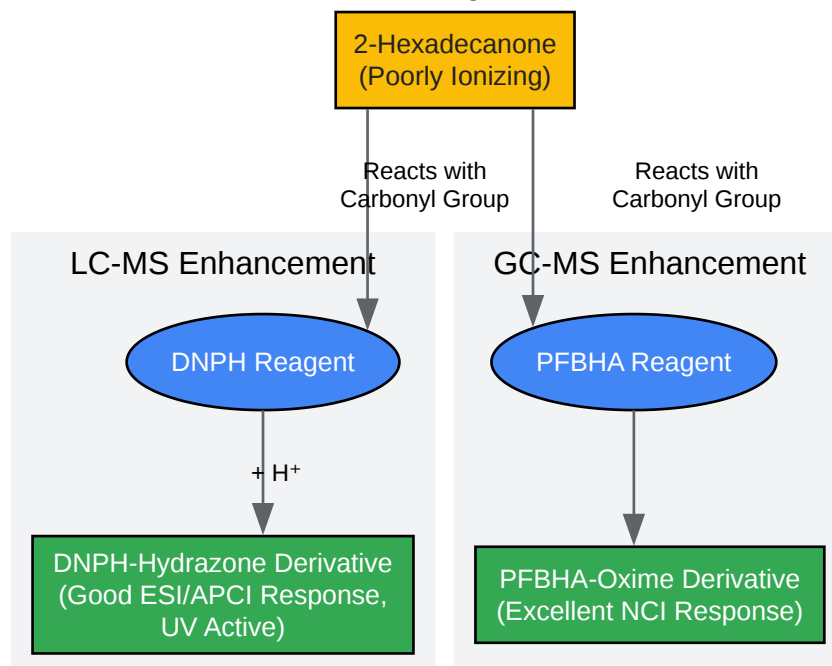 2-Hexadecanone
(Poorly Ionizing)
Reacts with
Carbonyl Group
Reacts with
Carbonyl Group
LC-MS Enhancement
GC-MS Enhancement
DNPH Reagent
PFBHA Reagent
+ H⁺
DNPH-Hydrazone Derivative
(Good ESI/APCI Response,
UV Active)
PFBHA-Oxime Derivative
(Excellent NCI Response)